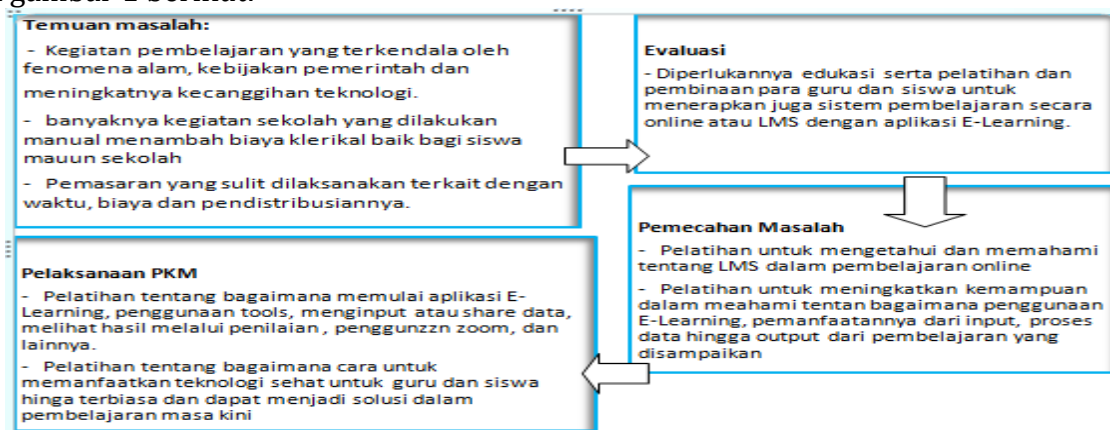 Temuan masalah:
- Kegiatan pembelajaran yang terkendala oleh
fenomena alam, kebijakan pemerintah dan
meningkatnya kecanggihan teknologi.
- banyaknya kegiatan sekolah yang dilakukan
manual menambah biaya klerikal baik bagi siswa
mauun sekolah
- Pemasaran yang sulit dilaksanakan terkait dengan
waktu, biaya dan pendistribusiannya.
Evaluasi
- Diperlukannya edukasi serta pelatihan dan
pembinaan para guru dan siswa untuk
menerapkan juga sistem pembelajaran secara
online atau LMS dengan aplikasi E-Learning.
Pemecahan Masalah
- Pelatihan untuk mengetahui dan memahami
tentang LMS dalam pembelajaran online
- Pelatihan untuk meningkatkan kemampuan
dalam meahami tentan bagaimana penggunaan
E-Learning, pemanfaatannya dari input, proses
data hingga output dari pembelajaran yang
disampaikan
Pelaksanaan PKM
- Pelatihan tentang bagaimana memulai aplikasi E-
Learning, penggunaan tools, menginput atau share data,
melihat hasil melalui penilaian , penggunzzn zoom, dan
lainnya.
- Pelatihan tentang bagaimana cara untuk
memanfaatkan teknologi sehat untuk guru dan siswa
hingga terbiasa dan dapat menjadi solusi dalam
pembelajaran masa kini